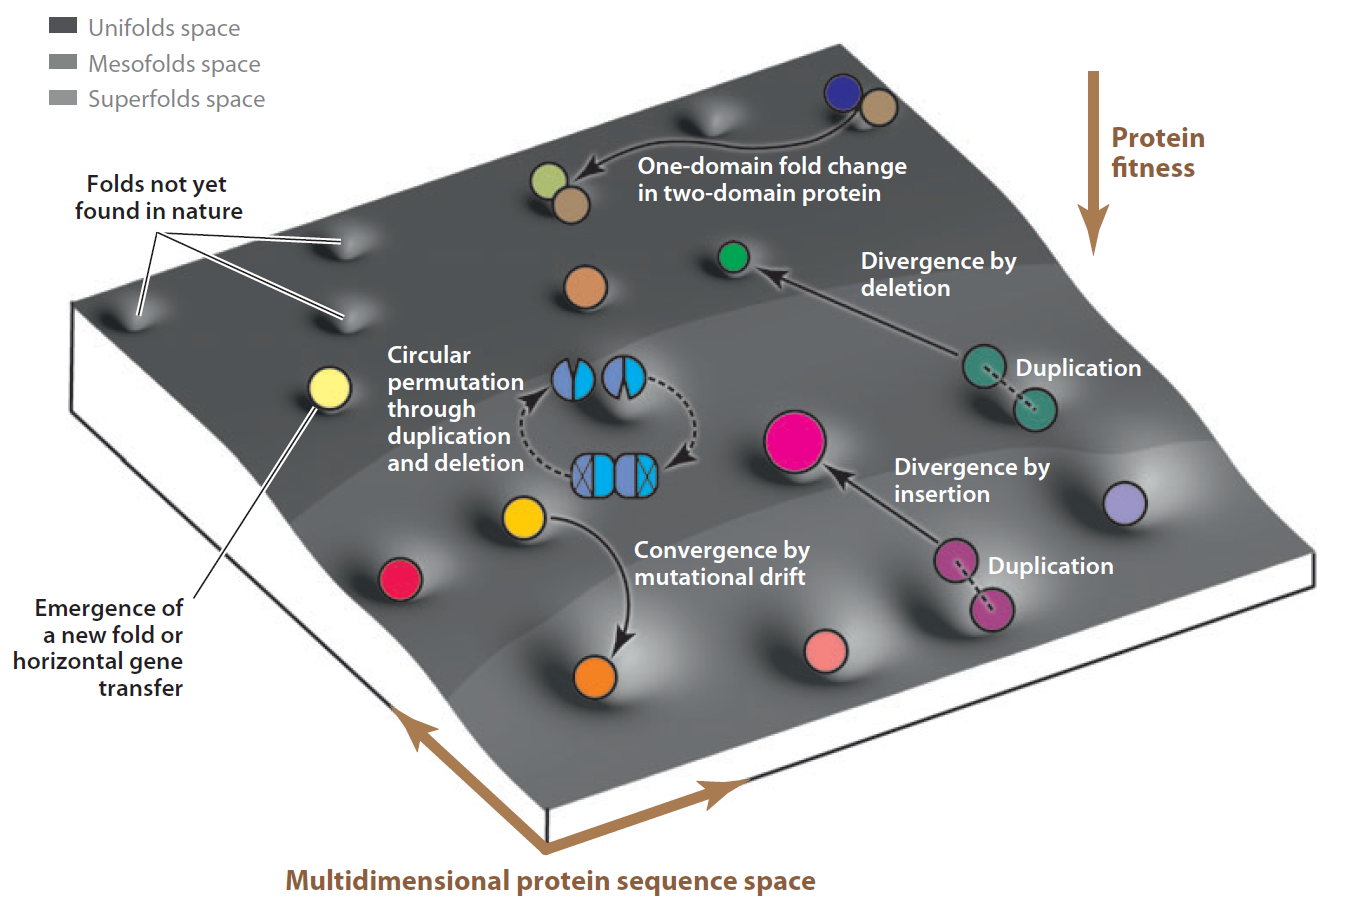 Unifolds space
Mesofolds space
Superfolds space
Protein
fitness
One-domain fold change
in two-domain protein
Folds not yet
found in nature
Divergence by
deletion
Circular
permutation
through
duplication
and deletion
Duplication
Divergence by
insertion
Convergence by
mutational drift
Duplication
Emergence of
a new fold or
horizontal gene
transfer
Multidimensional protein sequence space